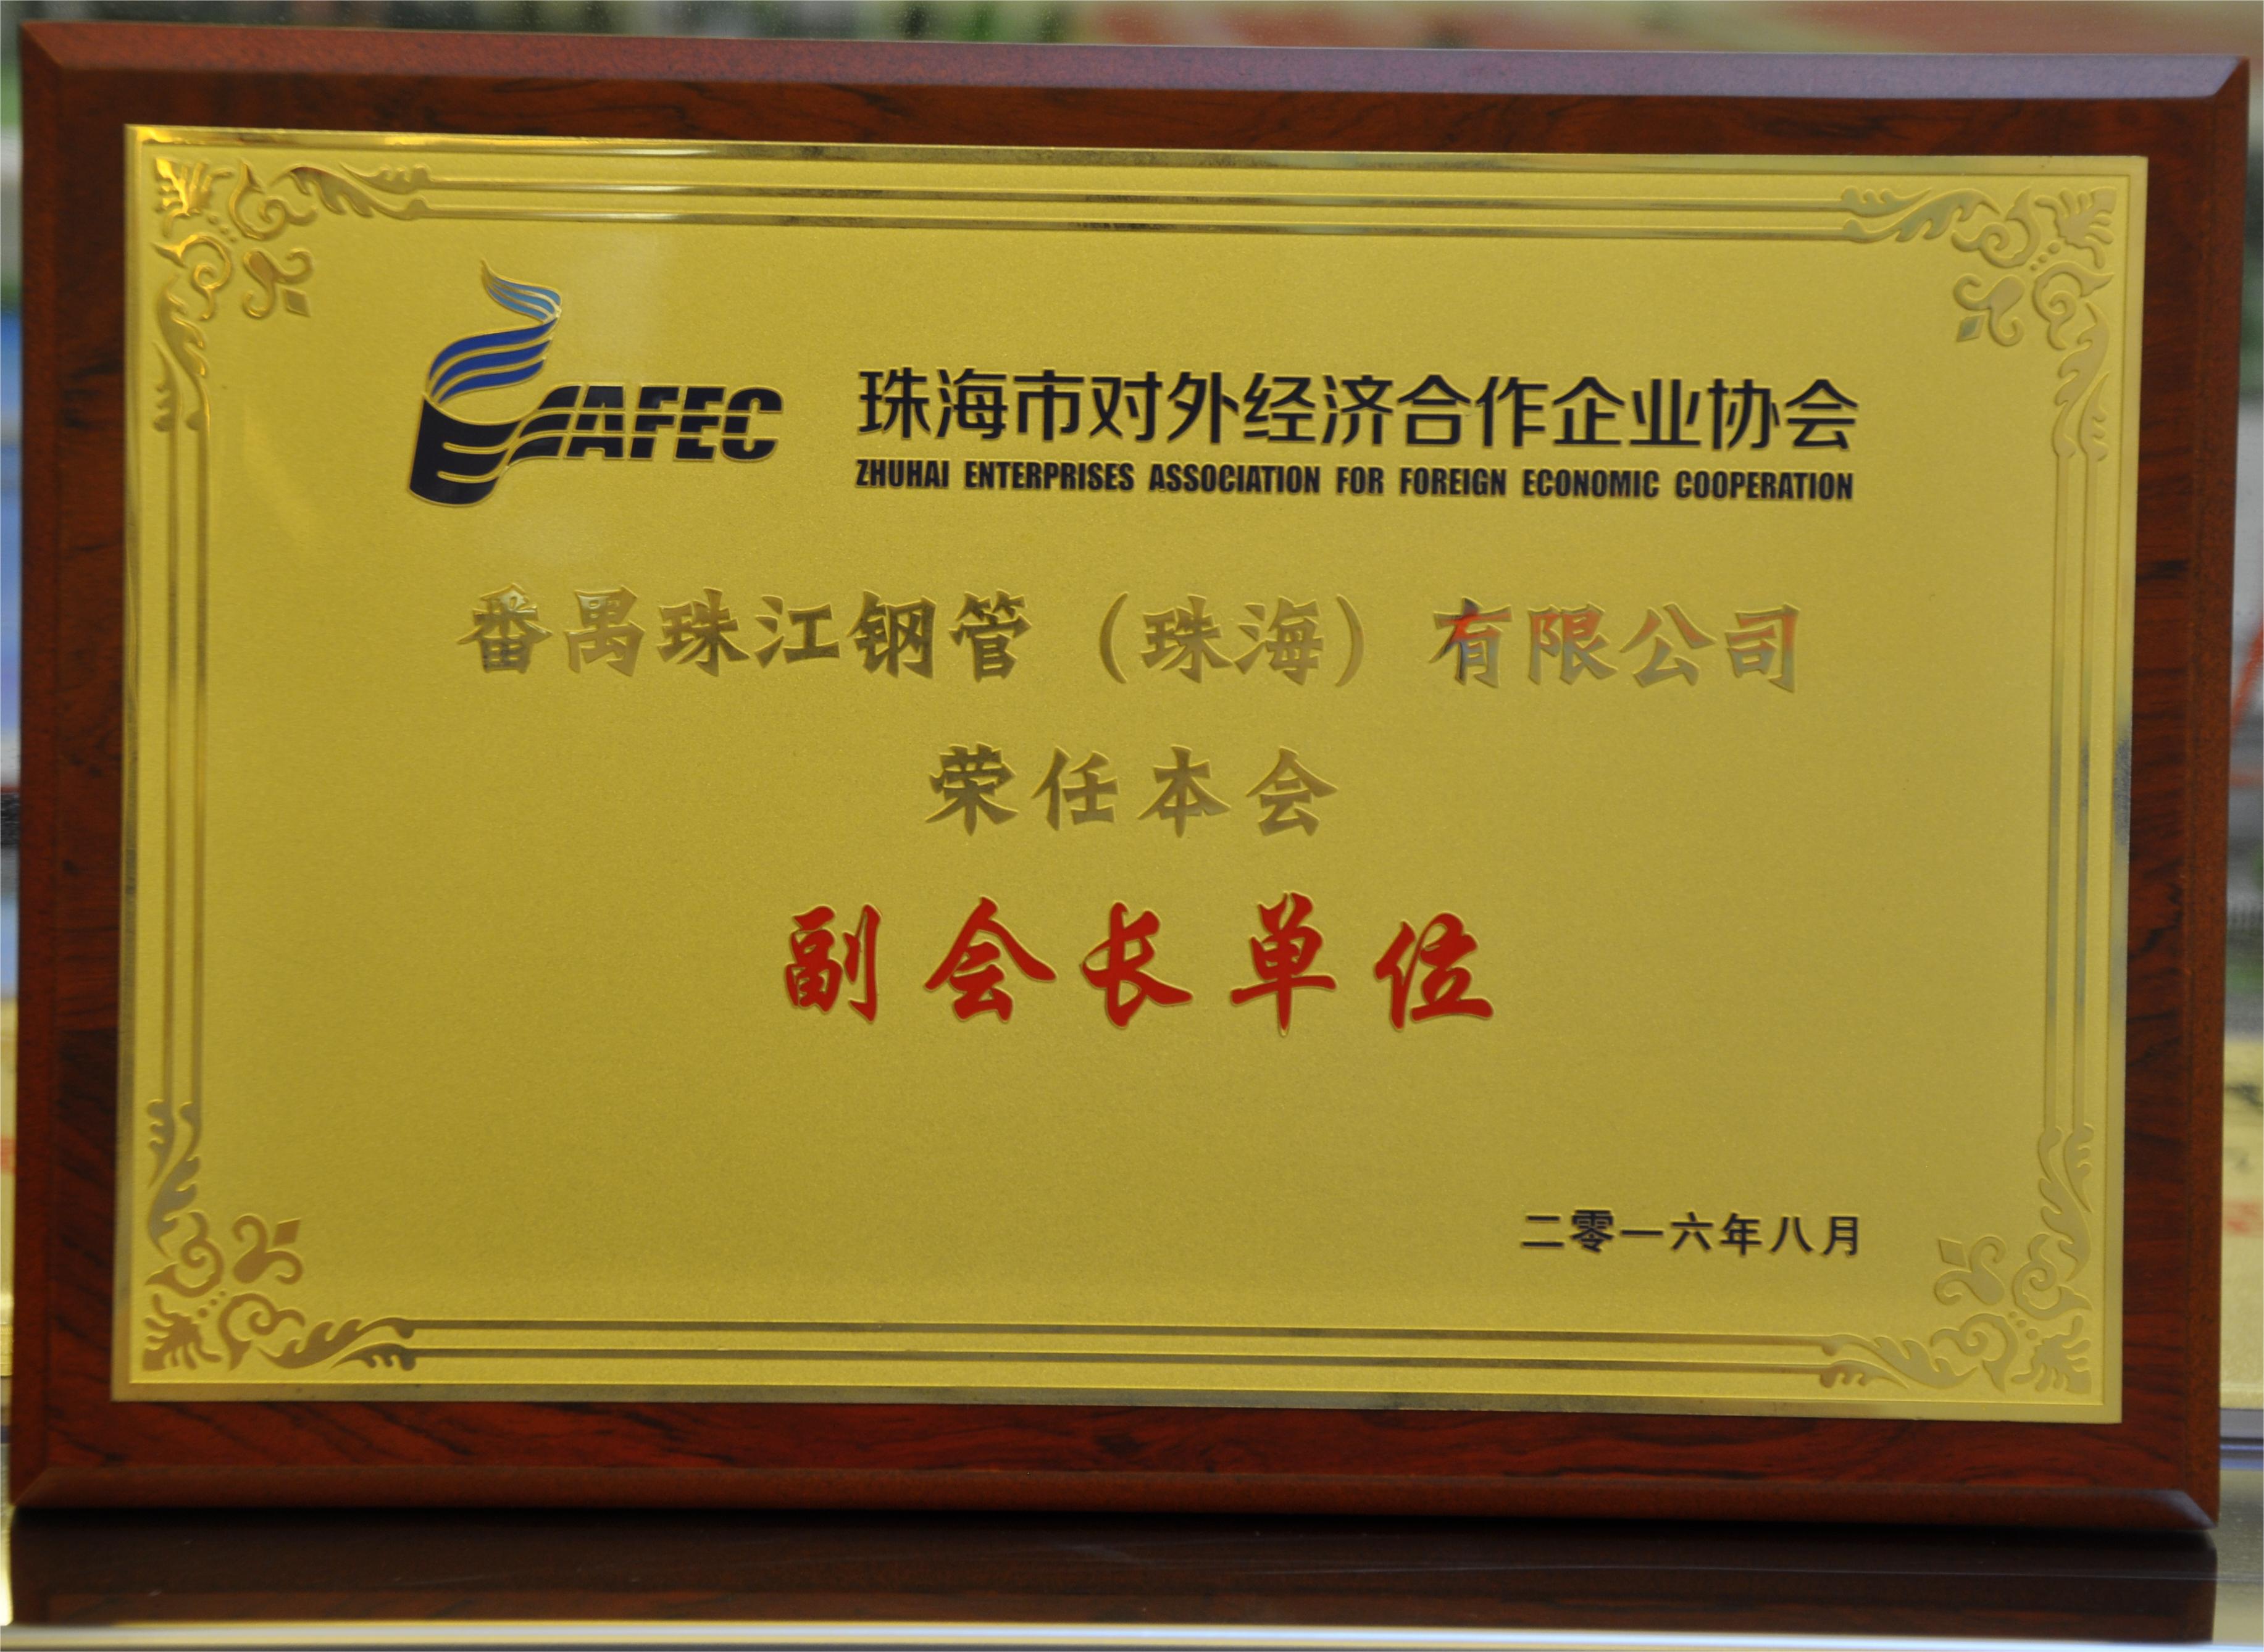 EAFEC
珠海市对外经济合作企业协会
ZHUHAI ENTERPRISES ASSOCIATION FOR FOREIGN ECONOMIC COOPERATION
番禺珠江钢管（珠海）有限公司
荣任本会
副会长单位
二零一六年八月